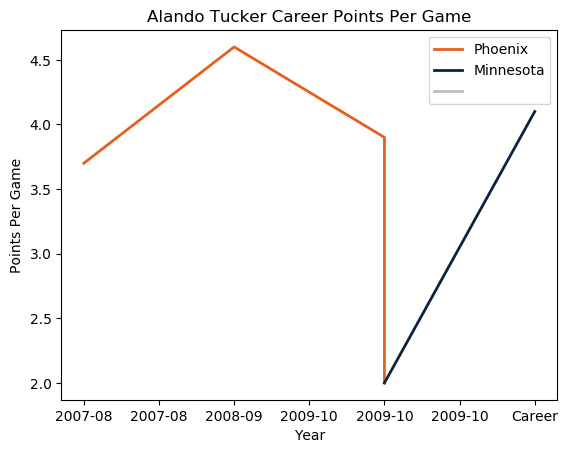 Alando Tucker Career Points Per Game
Phoenix
Minnesota
4.5
4.0
3.5
3.0
2.5
2.0
Points Per Game
2007-08 2007-08 2008-09 2009-10 2009-10 2009-10 Career
Year